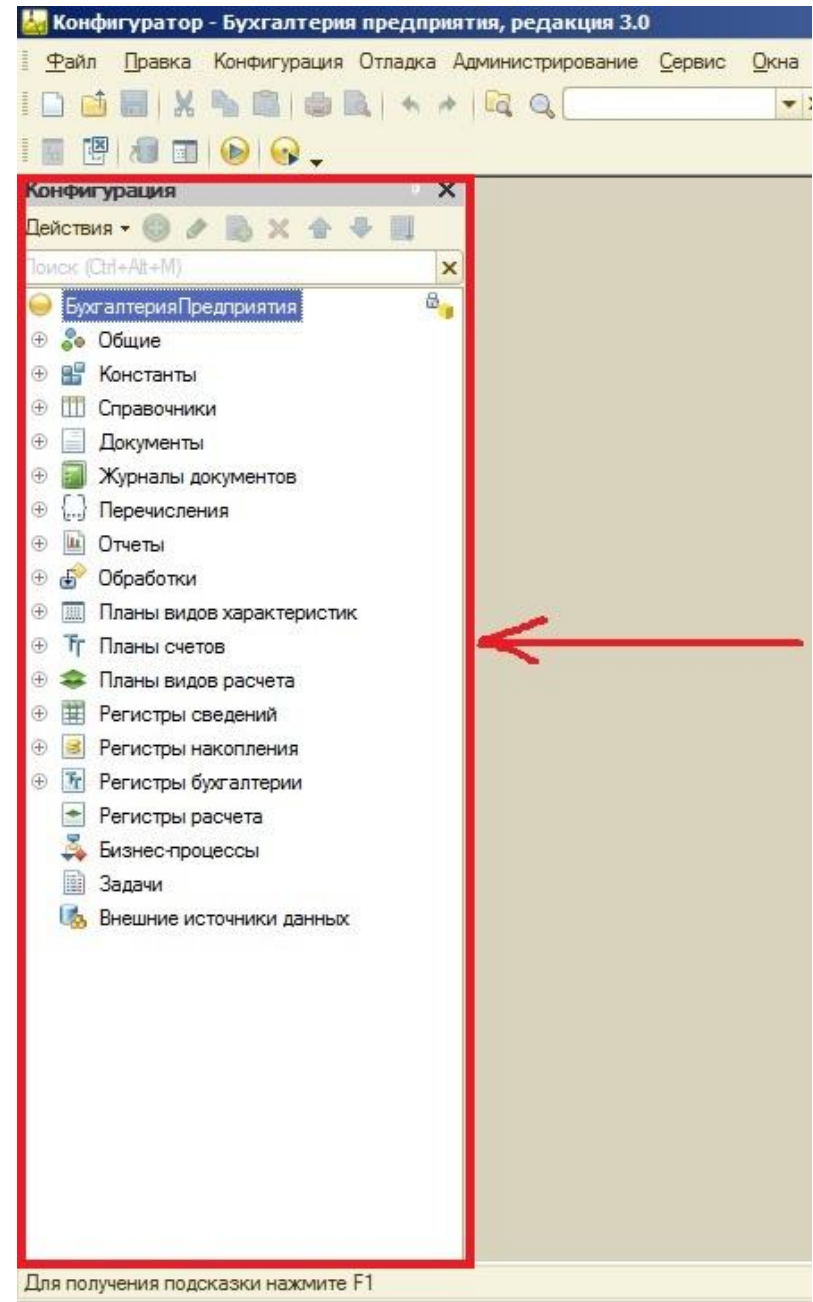 Конфигуратор - Бухгалтерия предприятия, редакция 3.0
Файл Правка Конфигурация Отладка Администрирование Сервис Окна
Конфигурация
Действия
Поиск (Ctrl+Alt+M)
БухгалтерияПредприятия
Общие
Константы
Справочники
Документы
Журналы документов
Перечисления
Отчеты
Обработки
Планы видов характеристик
Планы счетов
Планы видов расчета
Регистры сведений
Регистры накопления
Регистры бухгалтерии
Регистры расчета
Бизнес-процессы
Задачи
Внешние источники данных
Для получения подсказки нажмите F1